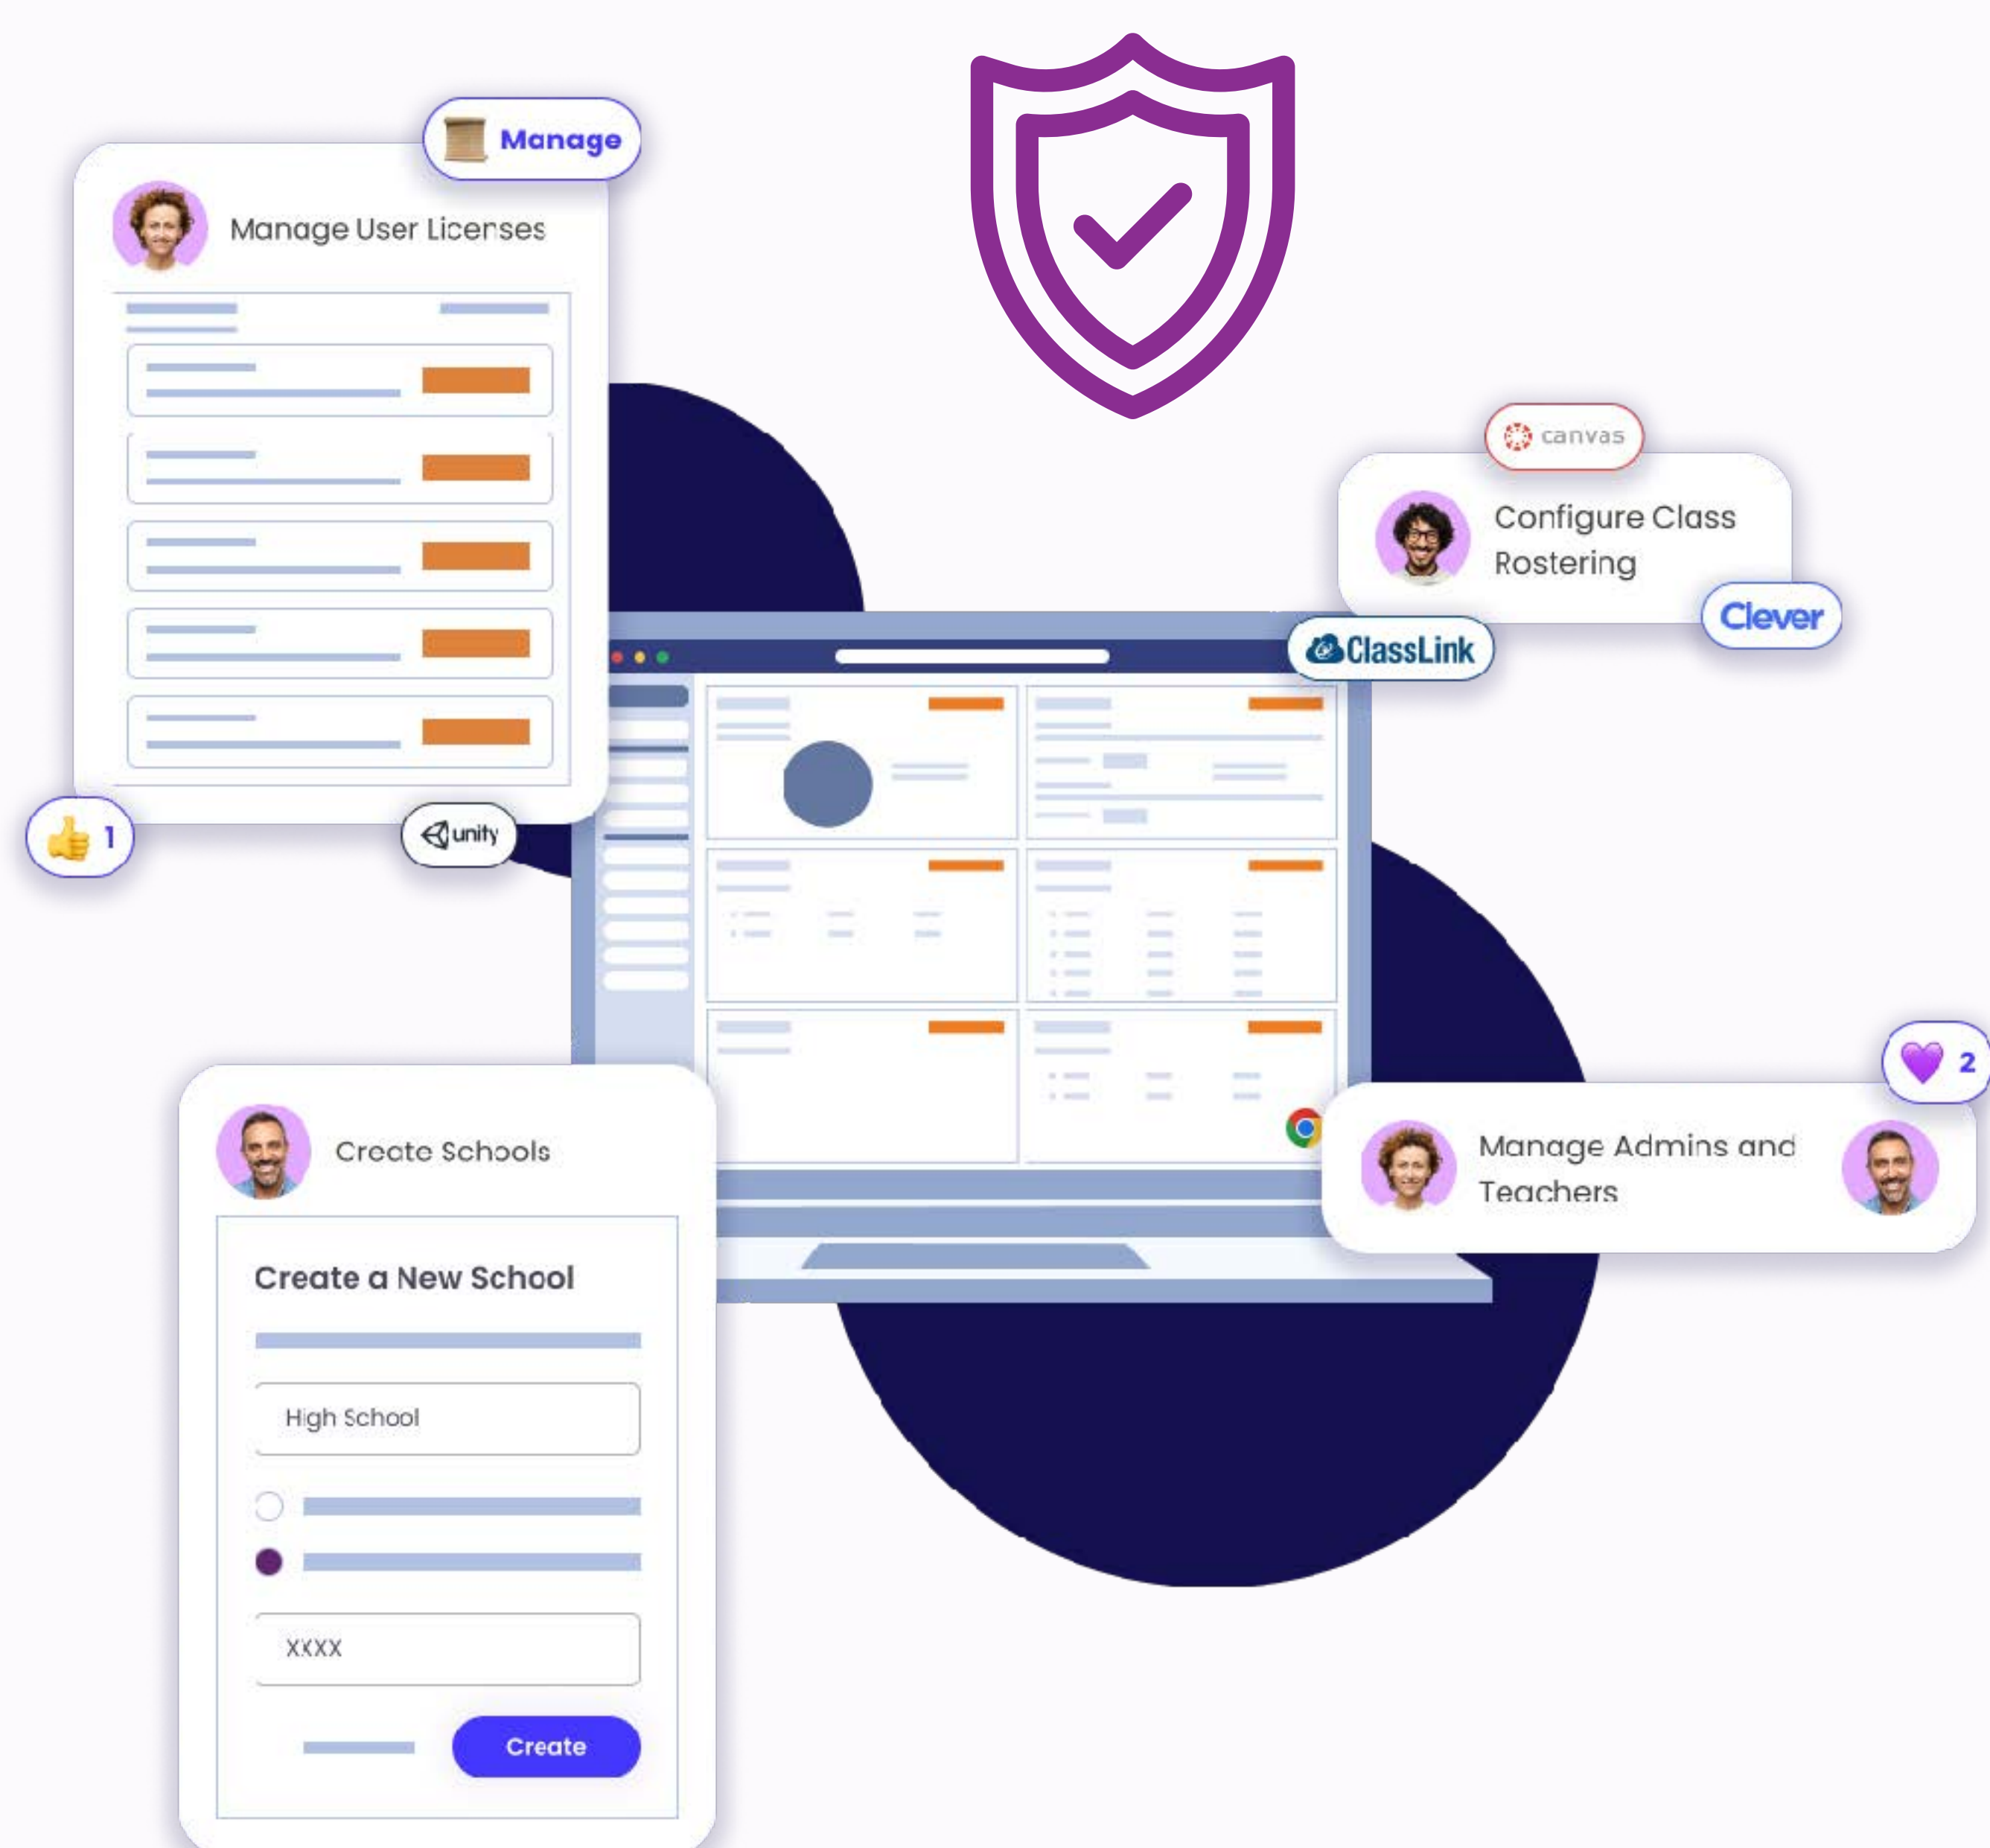 Manage
Manage User Licenses
canvas
Configure Class
Rostering
Clever
ClassLink
1
unity
2
Manage Admins and
Teachers
Create Schools
Create a New School
High School
XXXX
Create